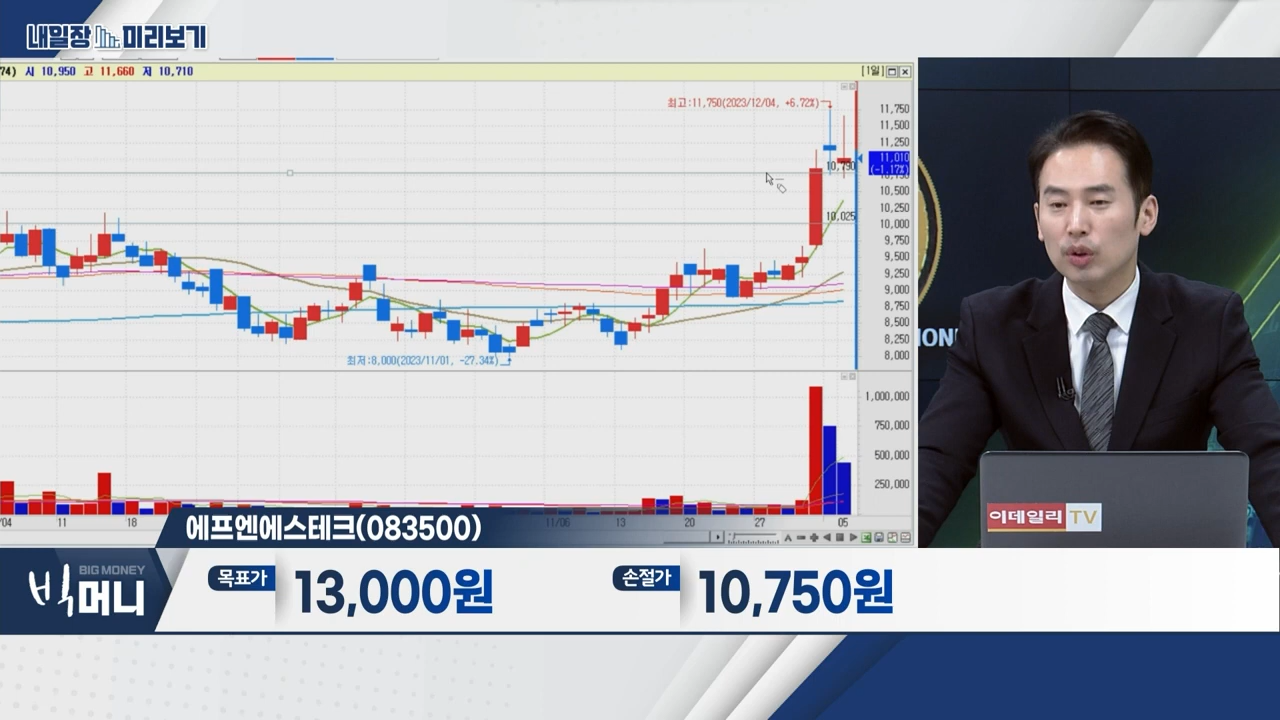 내일장 미리보기
74) 시 10,950 고 11,660 저 10,710
[1일]
최고:11,750(2023/12/04, +6.72%)
11,750
11,500
11,250
11,010
(-1.17%)
10,790
10,750
10,500
10,250
10,025
10,000
9,750
9,500
9,250
9,000
8,750
8,500
8,250
8,000
최저:8,000(2023/11/01, -27.34%)
1,000,000
750,000
500,000
250,000
/04 11 18 11/06 13 20 27 05
에프엔에스테크(083500)
이데일리TV
BIG MONEY
빅머니
목표가 13,000원 손절가 10,750원